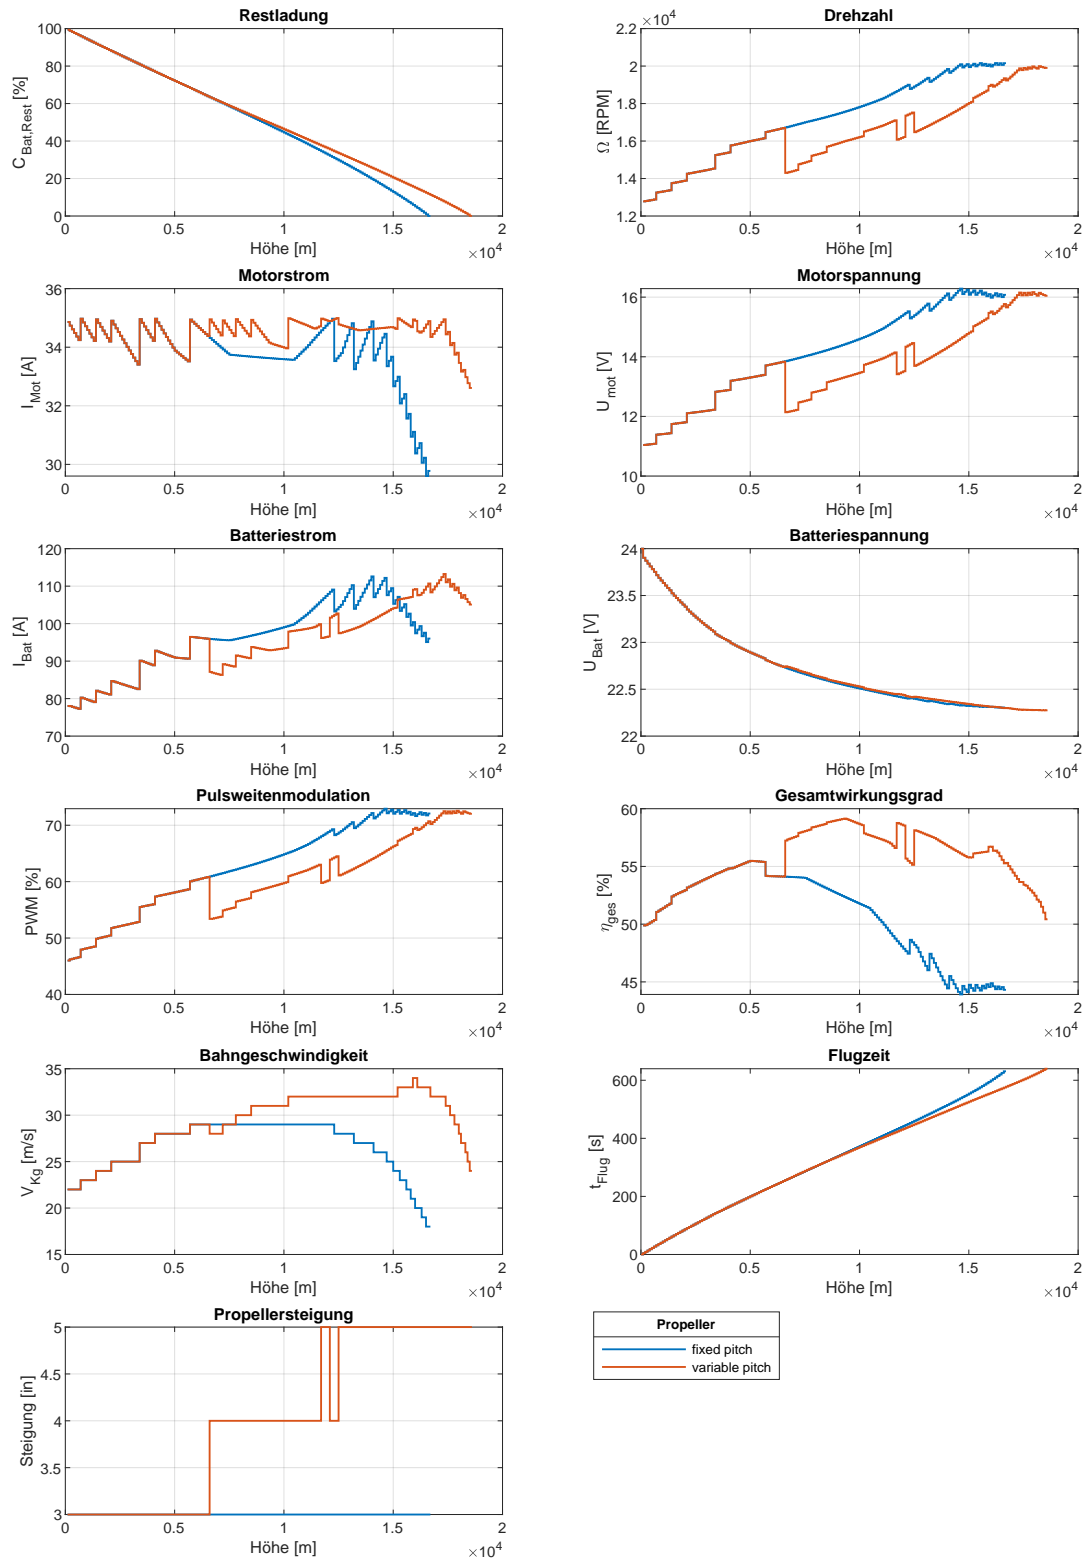 Restladung
C_Bat,Rest [%]
100
80
60
40
20
0
0 0.5 1 1.5 2
×10^4
Höhe [m]
Drehzahl
×10^4
Ω [RPM]
2.2
2
1.8
1.6
1.4
1.2
0 0.5 1 1.5 2
×10^4
Höhe [m]
Motorstrom
I_Mot [A]
36
34
32
30
0 0.5 1 1.5 2
×10^4
Höhe [m]
Motorspannung
U_mot [V]
16
14
12
10
0 0.5 1 1.5 2
×10^4
Höhe [m]
Batteriestrom
I_Bat [A]
120
110
100
90
80
70
0 0.5 1 1.5 2
×10^4
Höhe [m]
Batteriespannung
U_Bat [V]
24
23.5
23
22.5
22
0 0.5 1 1.5 2
×10^4
Höhe [m]
Pulsweitenmodulation
PWM [%]
70
60
50
40
0 0.5 1 1.5 2
×10^4
Höhe [m]
Gesamtwirkungsgrad
η_ges [%]
60
55
50
45
0 0.5 1 1.5 2
×10^4
Höhe [m]
Bahngeschwindigkeit
V_Kg [m/s]
35
30
25
20
15
0 0.5 1 1.5 2
×10^4
Höhe [m]
Flugzeit
t_Flug [s]
600
400
200
0
0 0.5 1 1.5 2
×10^4
Höhe [m]
Propellersteigung
Steigung [in]
5
4.5
4
3.5
3
0 0.5 1 1.5 2
×10^4
Höhe [m]
Propeller
fixed pitch
variable pitch